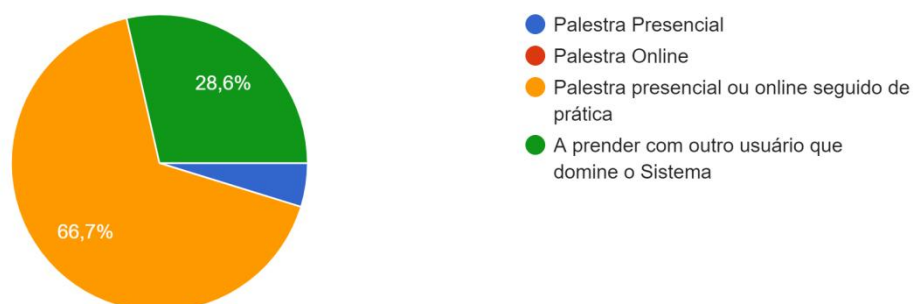 28,6%
66,7%
Palestra Presencial
Palestra Online
Palestra presencial ou online seguido de
prática
A prender com outro usuário que
domine o Sistema